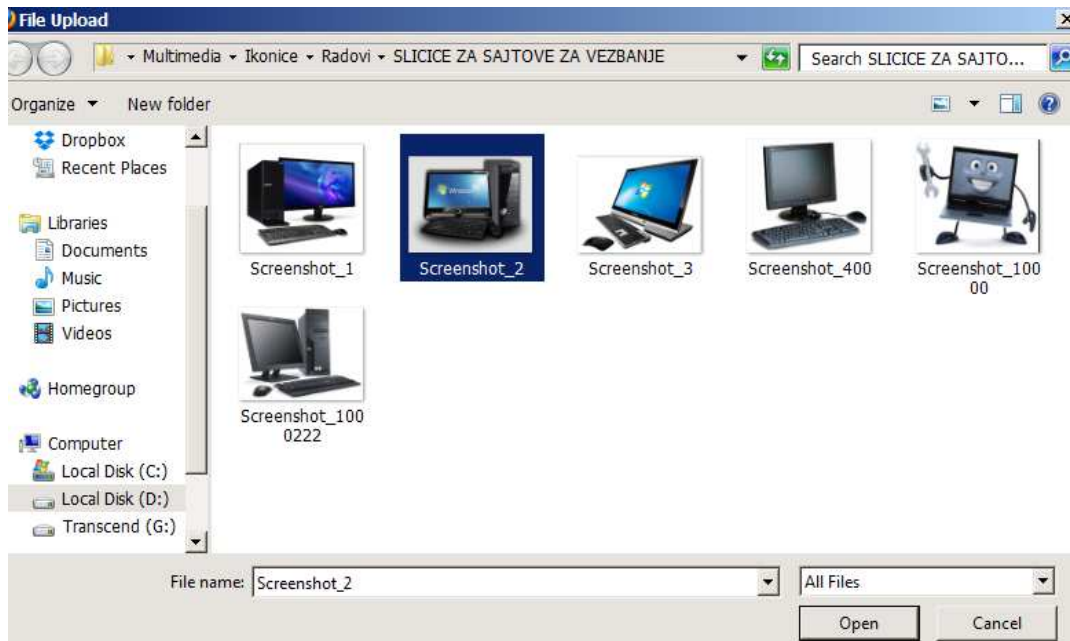 File Upload
Multimedia Ikonice Radovi SLICICE ZA SAJTOVE ZA VEZBANJE
Search SLICICE ZA SAJTO...
Organize New folder
Dropbox
Recent Places
Libraries
Documents
Music
Pictures
Videos
Homegroup
Computer
Local Disk (C:)
Local Disk (D:)
Transcend (G:)
Screenshot_1
Screenshot_2
Screenshot_3
Screenshot_400
Screenshot_100
00
Screenshot_100
0222
File name: Screenshot_2
All Files
Open Cancel